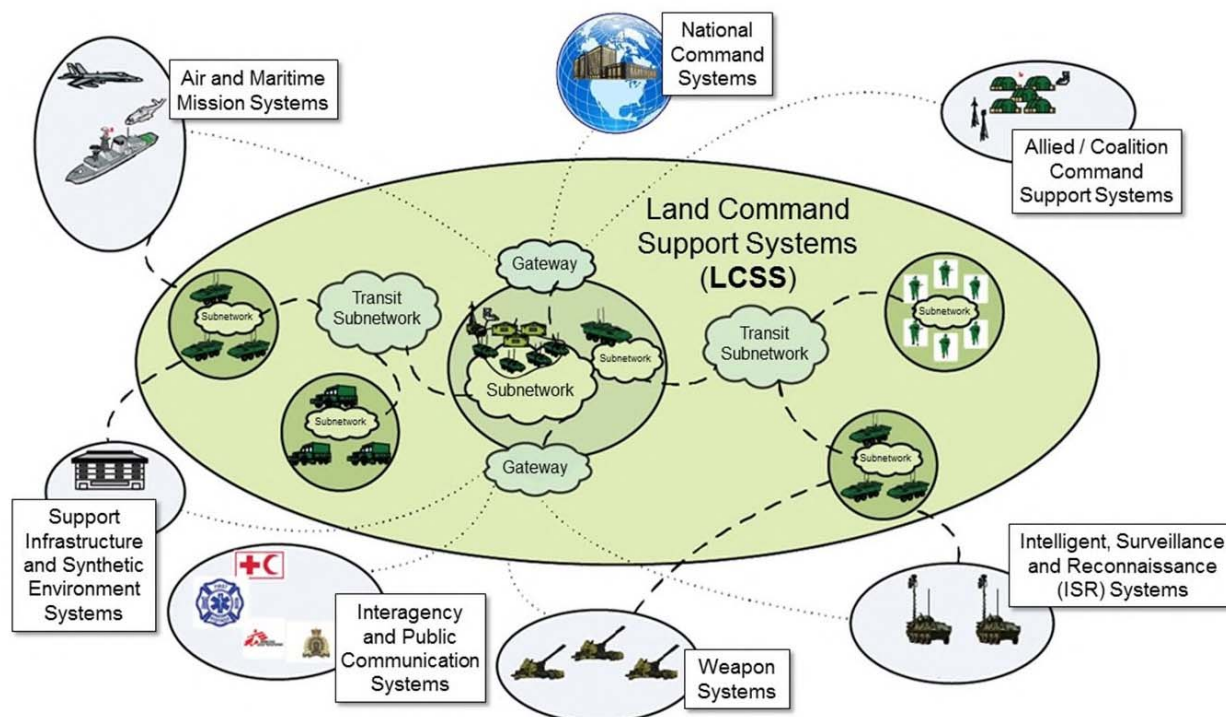 Air and Maritime
Mission Systems
National
Command
Systems
Allied / Coalition
Command
Support Systems
Land Command
Support Systems
(LCSS)
Gateway
Transit
Subnetwork
Subnetwork
Subnetwork
Subnetwork
Subnetwork
Transit
Subnetwork
Subnetwork
Subnetwork
Gateway
Support
Infrastructure
and Synthetic
Environment
Systems
Interagency
and Public
Communication
Systems
Weapon
Systems
Intelligent, Surveillance
and Reconnaissance
(ISR) Systems